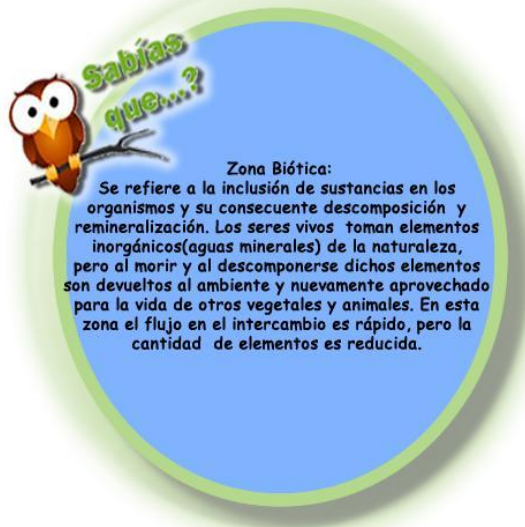 Sabías
que...?
Zona Biótica:
Se refiere a la inclusión de sustancias en los
organismos y su consecuente descomposición y
remineralización. Los seres vivos toman elementos
inorgánicos(aguas minerales) de la naturaleza,
pero al morir y al descomponerse dichos elementos
son devueltos al ambiente y nuevamente aprovechado
para la vida de otros vegetales y animales. En esta
zona el flujo en el intercambio es rápido, pero la
cantidad de elementos es reducida.